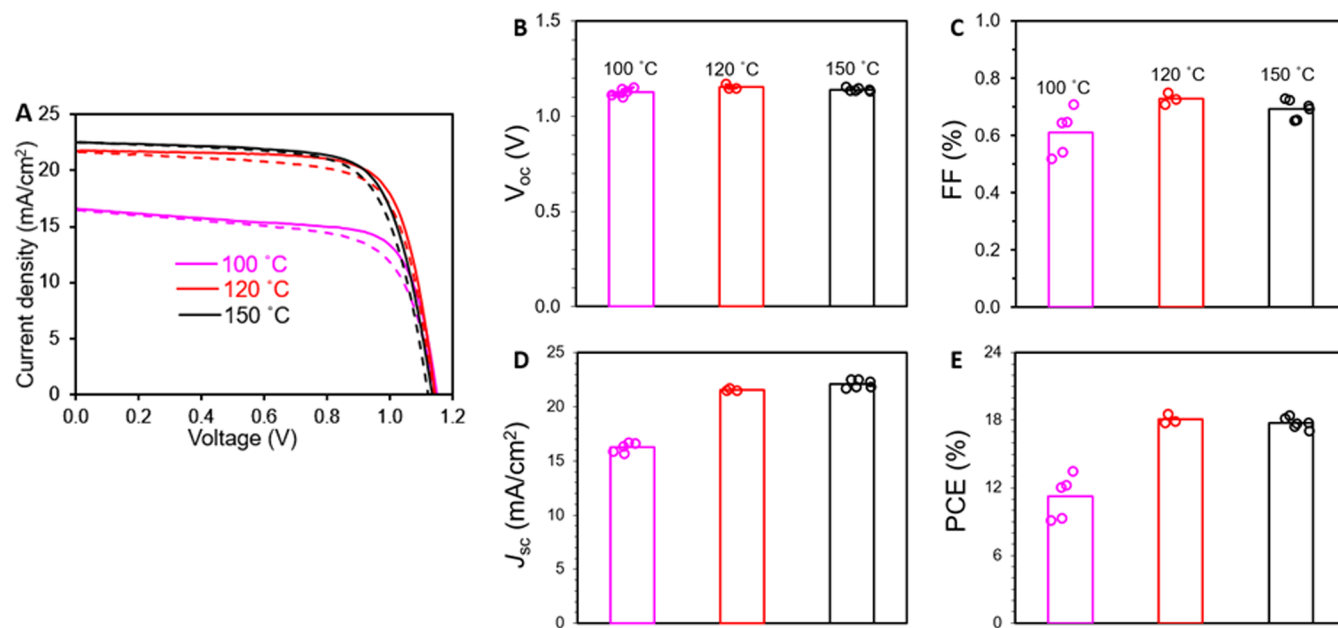 A
Current density (mA/cm²)
25
20
15
10
5
0
100 ˚C
120 ˚C
150 ˚C
0.0 0.2 0.4 0.6 0.8 1.0 1.2
Voltage (V)
B
Voc (V)
1.5
1.0
0.5
0.0
100 ˚C
120 ˚C
150 ˚C
C
FF (%)
1.0
0.8
0.6
0.4
0.2
0.0
100 ˚C
120 ˚C
150 ˚C
D
Jsc (mA/cm²)
25
20
15
10
5
0
E
PCE (%)
24
18
12
6
0